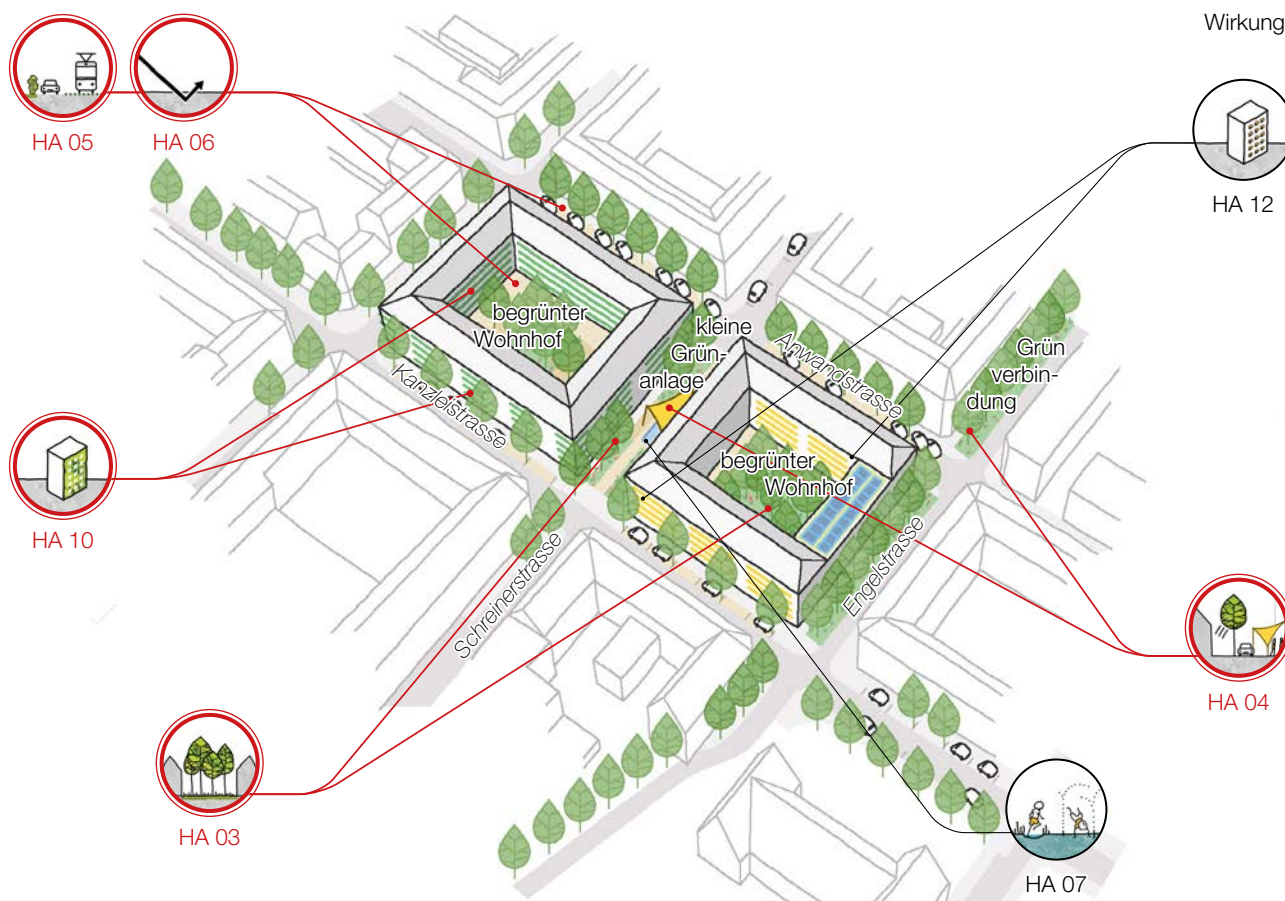 Wirkung
HA 05
HA 06
HA 12
begrünter
Wohnhof
kleine
Grün-
anlage
Anwandstrasse
Grün
verbin-
dung
Kanzleistrasse
begrünter
Wohnhof
HA 10
Schreinerstrasse
Engelstrasse
HA 04
HA 03
HA 07